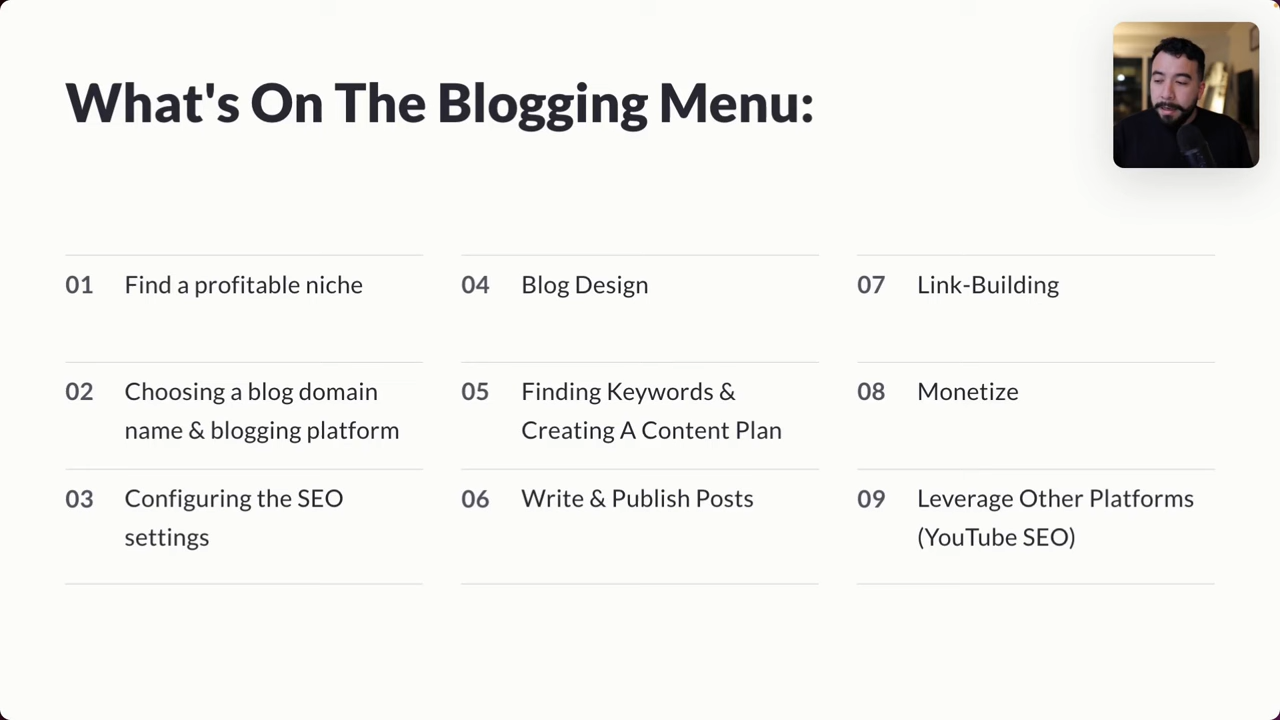 What's On The Blogging Menu:
01 Find a profitable niche
02 Choosing a blog domain
name & blogging platform
03 Configuring the SEO
settings
04 Blog Design
05 Finding Keywords &
Creating A Content Plan
06 Write & Publish Posts
07 Link-Building
08 Monetize
09 Leverage Other Platforms
(YouTube SEO)